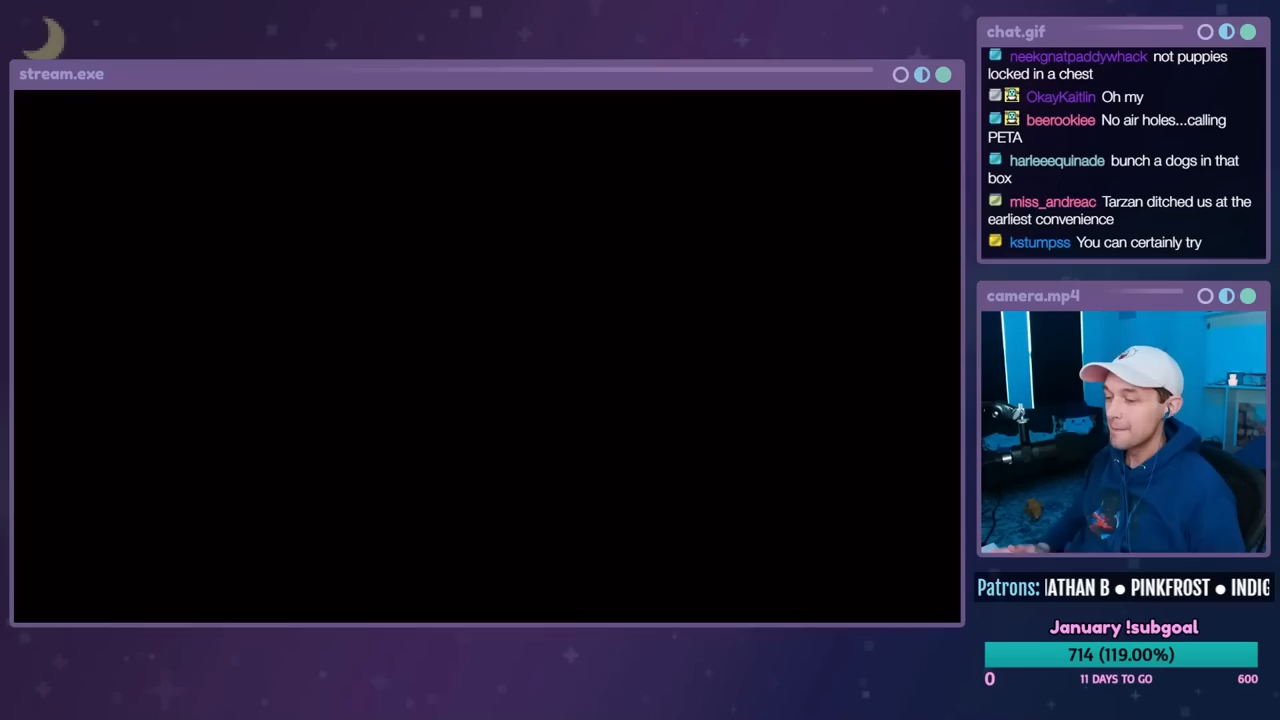 stream.exe
chat.gif
neekgnatpaddywhack not puppies
locked in a chest
OkayKaitlin Oh my
beerooklee No air holes...calling
PETA
harleeequinade bunch a dogs in that
box
miss_andreac Tarzan ditched us at the
earliest convenience
kstumpss You can certainly try
camera.mp4
Patrons: IATHAN B ● PINKFROST ● INDIG
January !subgoal
714 (119.00%)
0 11 DAYS TO GO 600